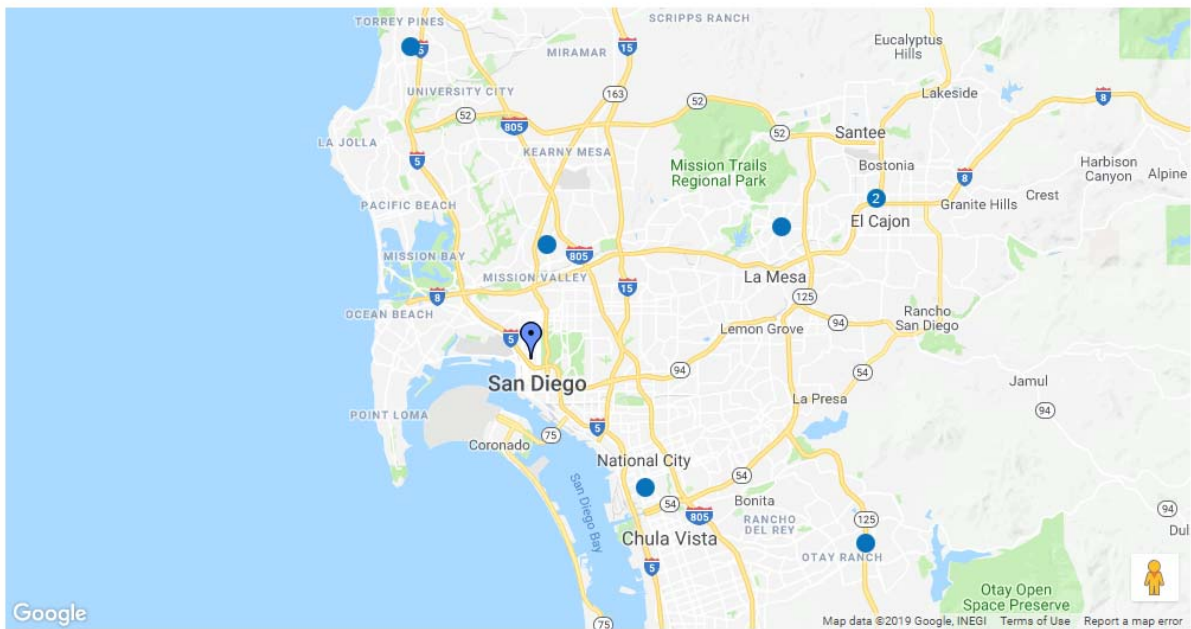 TORREY PINES
SCRIPPS RANCH
5
MIRAMAR
15
Eucalyptus
Hills
UNIVERSITY CITY
163
52
Lakeside
8
52
805
52
Santee
LA JOLLA
KEARNY MESA
5
Mission Trails
Regional Park
Bostonia
Harbison
Canyon
Alpine
8
PACIFIC BEACH
2
Granite Hills
Crest
El Cajon
MISSION BAY
805
MISSION VALLEY
La Mesa
8
15
125
OCEAN BEACH
Rancho
San Diego
Lemon Grove
94
5
San Diego
94
54
Jamul
La Presa
94
POINT LOMA
75
5
Coronado
National City
San Diego Bay
54
Bonita
54
94
805
RANCHO
DEL REY
125
Chula Vista
Dul
OTAY RANCH
5
Otay Open
Space Preserve
Google
75
Map data ©2019 Google, INEGI Terms of Use Report a map error